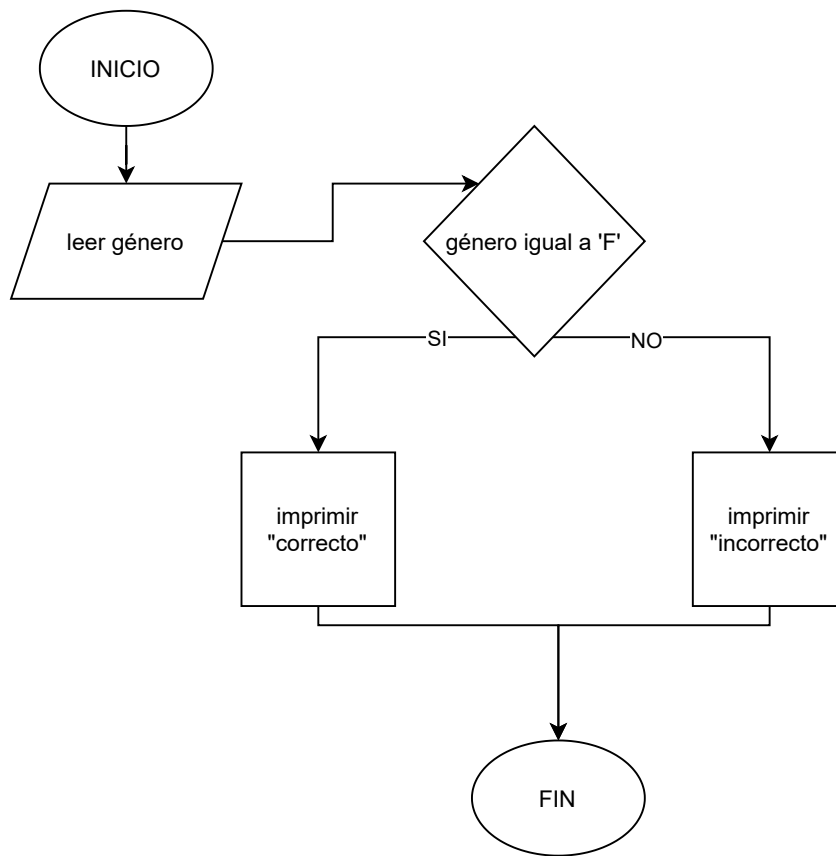 INICIO
leer género
género igual a 'F'
SI
NO
imprimir
"correcto"
imprimir
"incorrecto"
FIN